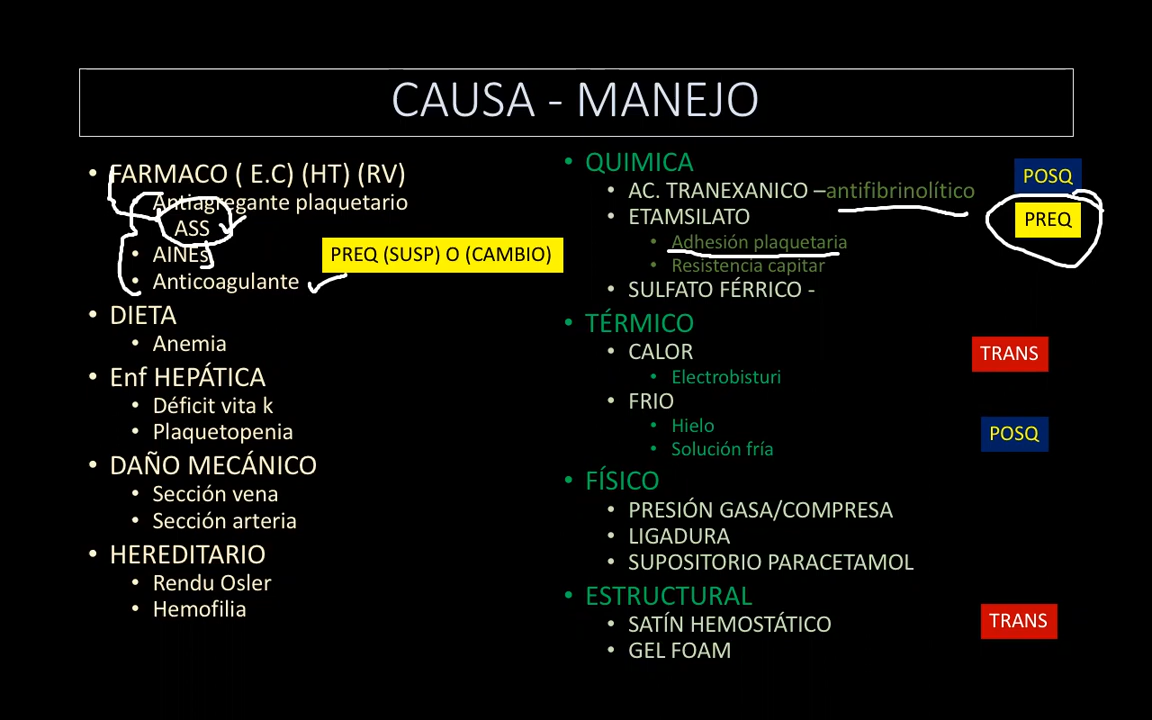 CAUSA - MANEJO
• FARMACO ( E.C) (HT) (RV)
• Antiagregante plaquetario
ASS
• AINEs
• Anticoagulante
PREQ (SUSP) O (CAMBIO)
• DIETA
• Anemia
• Enf HEPÁTICA
• Déficit vita k
• Plaquetopenia
• DAÑO MECÁNICO
• Sección vena
• Sección arteria
• HEREDITARIO
• Rendu Osler
• Hemofilia
• QUIMICA
• AC. TRANEXANICO –antifibrinolítico
• ETAMSILATO
• Adhesión plaquetaria
• Resistencia capitar
• SULFATO FÉRRICO -
POSQ
PREQ
• TÉRMICO
• CALOR
• Electrobisturi
TRANS
• FRIO
• Hielo
• Solución fría
POSQ
• FÍSICO
• PRESIÓN GASA/COMPRESA
• LIGADURA
• SUPOSITORIO PARACETAMOL
• ESTRUCTURAL
• SATÍN HEMOSTÁTICO
• GEL FOAM
TRANS